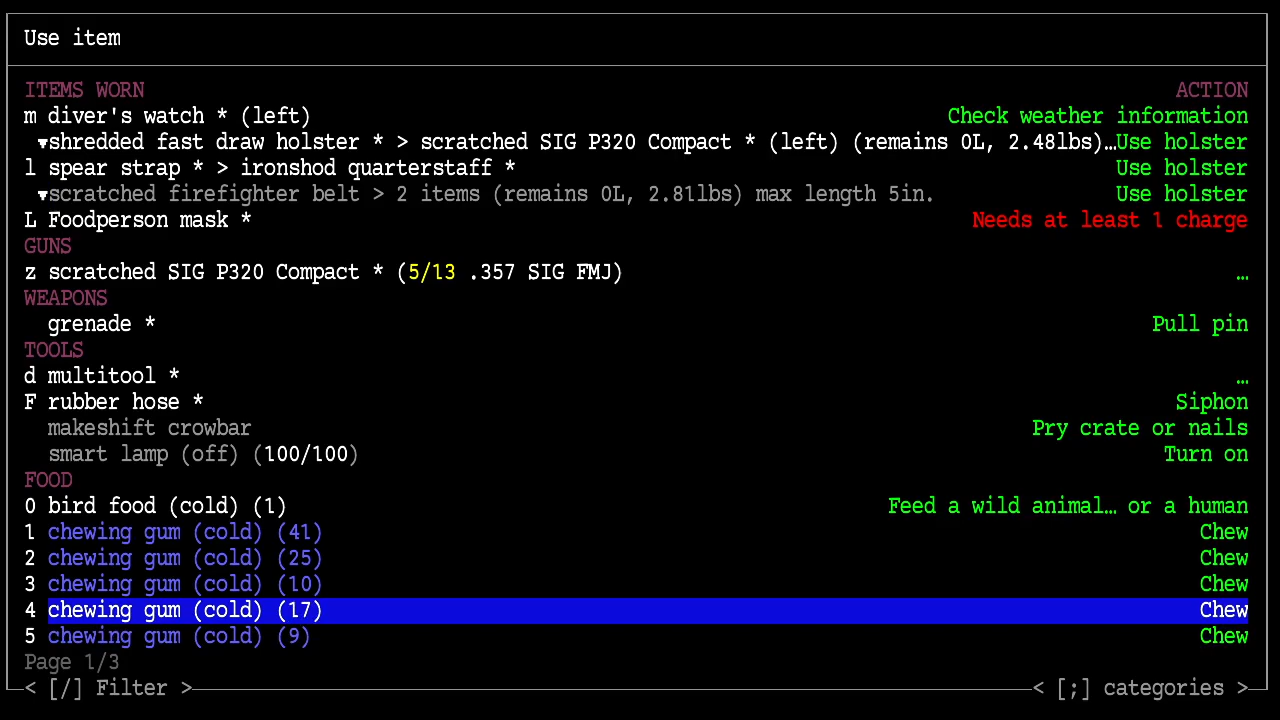 Use item
ITEMS WORN ACTION
m diver's watch * (left) Check weather information
▾shredded fast draw holster * > scratched SIG P320 Compact * (left) (remains 0L, 2.48lbs)…Use holster
l spear strap * > ironshod quarterstaff * Use holster
▾scratched firefighter belt > 2 items (remains 0L, 2.81lbs) max length 5in. Use holster
L Foodperson mask * Needs at least 1 charge
GUNS
z scratched SIG P320 Compact * (5/13 .357 SIG FMJ) …
WEAPONS
grenade * Pull pin
TOOLS
d multitool * …
F rubber hose * Siphon
makeshift crowbar Pry crate or nails
smart lamp (off) (100/100) Turn on
FOOD
0 bird food (cold) (1) Feed a wild animal… or a human
1 chewing gum (cold) (41) Chew
2 chewing gum (cold) (25) Chew
3 chewing gum (cold) (10) Chew
4 chewing gum (cold) (17) Chew
5 chewing gum (cold) (9) Chew
Page 1/3
< [/] Filter > < [;] categories >